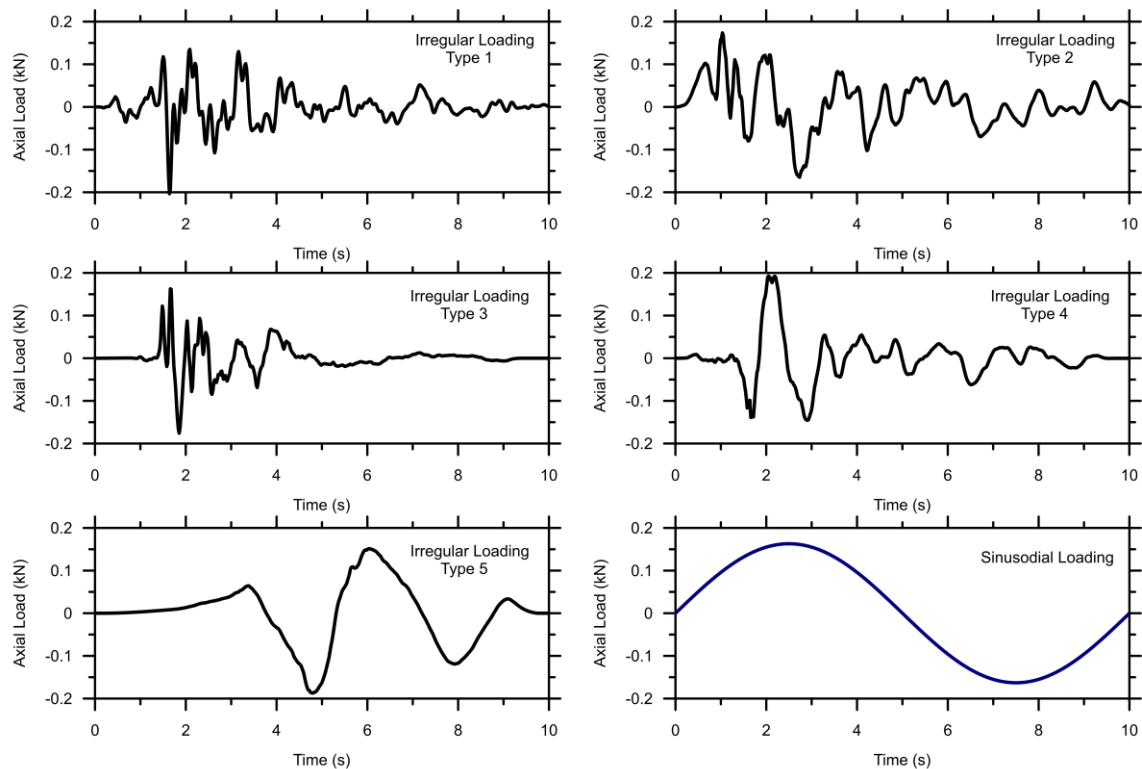 0.2
0.1
0
-0.1
-0.2
Axial Load (kN)
Irregular Loading
Type 1
0 2 4 6 8 10
Time (s)
0.2
0.1
0
-0.1
-0.2
Axial Load (kN)
Irregular Loading
Type 2
0 2 4 6 8 10
Time (s)
0.2
0.1
0
-0.1
-0.2
Axial Load (kN)
Irregular Loading
Type 3
0 2 4 6 8 10
Time (s)
0.2
0.1
0
-0.1
-0.2
Axial Load (kN)
Irregular Loading
Type 4
0 2 4 6 8 10
Time (s)
0.2
0.1
0
-0.1
-0.2
Axial Load (kN)
Irregular Loading
Type 5
0 2 4 6 8 10
Time (s)
0.2
0.1
0
-0.1
-0.2
Axial Load (kN)
Sinusodial Loading
0 2 4 6 8 10
Time (s)